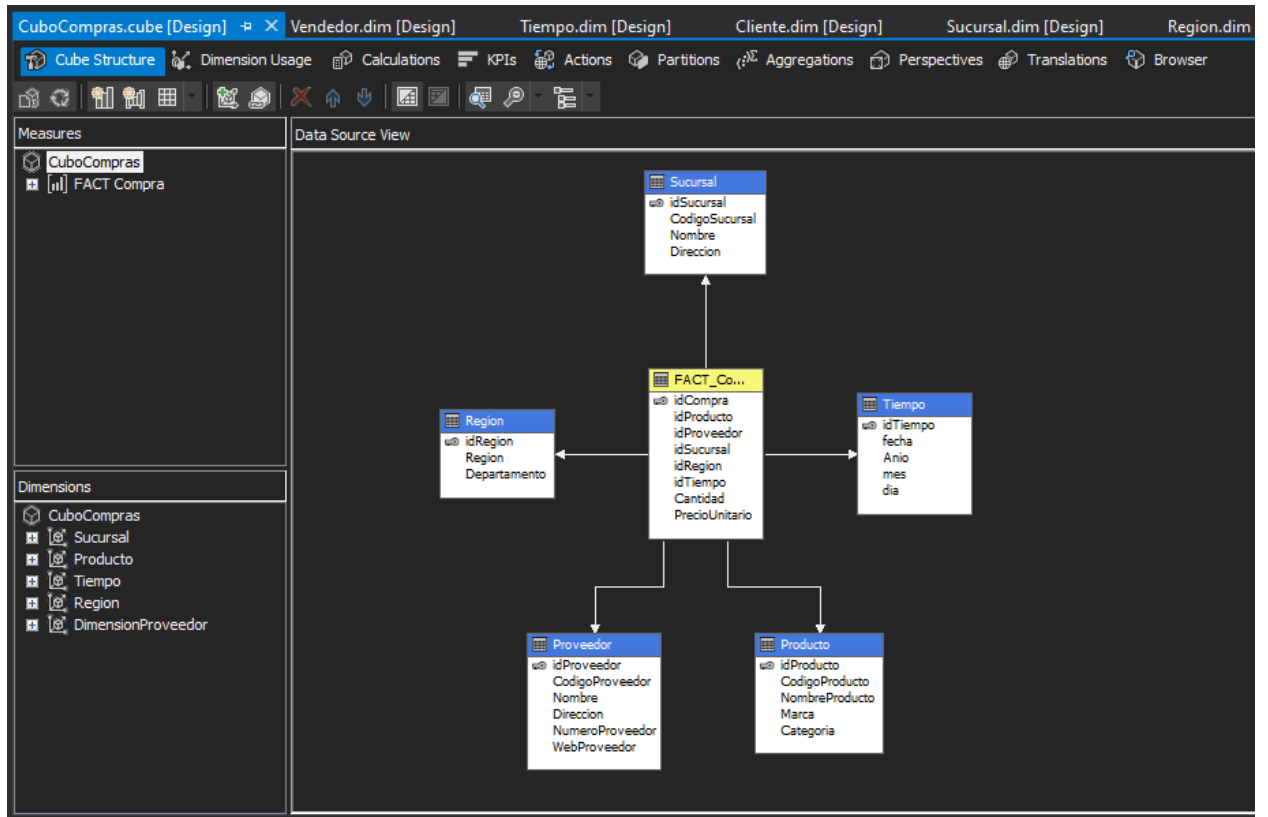 CuboCompras.cube [Design] Vendedor.dim [Design] Tiempo.dim [Design] Cliente.dim [Design] Sucursal.dim [Design] Region.dim
Cube Structure Dimension Usage Calculations KPIs Actions Partitions Aggregations Perspectives Translations Browser
Measures
CuboCompras
FACT Compra
Dimensions
CuboCompras
Sucursal
Producto
Tiempo
Region
DimensionProveedor
Data Source View
Sucursal
idSucursal
CodigoSucursal
Nombre
Direccion
FACT_Co...
idCompra
idProducto
idProveedor
idSucursal
idRegion
idTiempo
Cantidad
PrecioUnitario
Region
idRegion
Region
Departamento
Tiempo
idTiempo
fecha
Anio
mes
dia
Proveedor
idProveedor
CodigoProveedor
Nombre
Direccion
NumeroProveedor
WebProveedor
Producto
idProducto
CodigoProducto
NombreProducto
Marca
Categoria